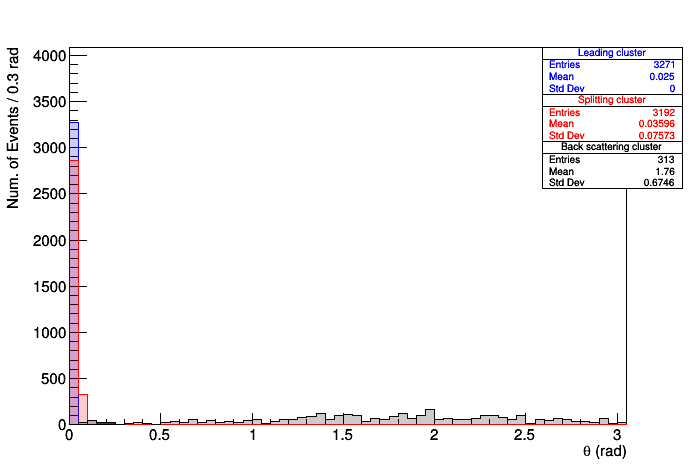 Leading cluster
Entries 3271
Mean 0.025
Std Dev 0
Splitting cluster
Entries 3192
Mean 0.03596
Std Dev 0.07573
Back scattering cluster
Entries 313
Mean 1.76
Std Dev 0.6746
Num. of Events / 0.3 rad
4000
3500
3000
2500
2000
1500
1000
500
0
0 0.5 1 1.5 2 2.5 3
θ (rad)